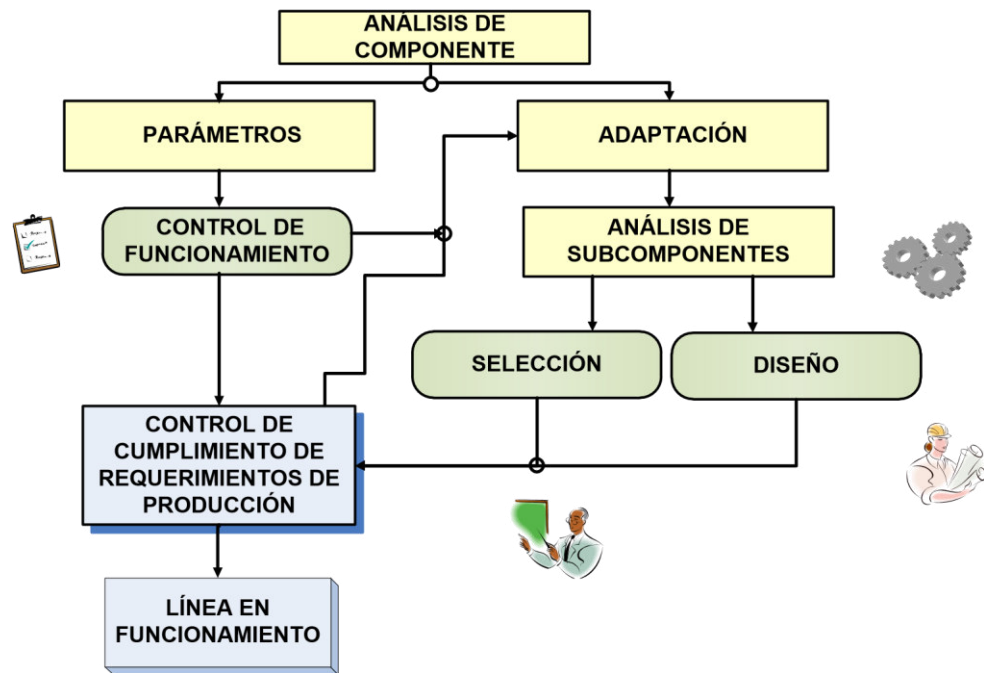 ANÁLISIS DE
COMPONENTE
PARÁMETROS
ADAPTACIÓN
CONTROL DE
FUNCIONAMIENTO
ANÁLISIS DE
SUBCOMPONENTES
SELECCIÓN
DISEÑO
CONTROL DE
CUMPLIMIENTO DE
REQUERIMIENTOS DE
PRODUCCIÓN
LÍNEA EN
FUNCIONAMIENTO